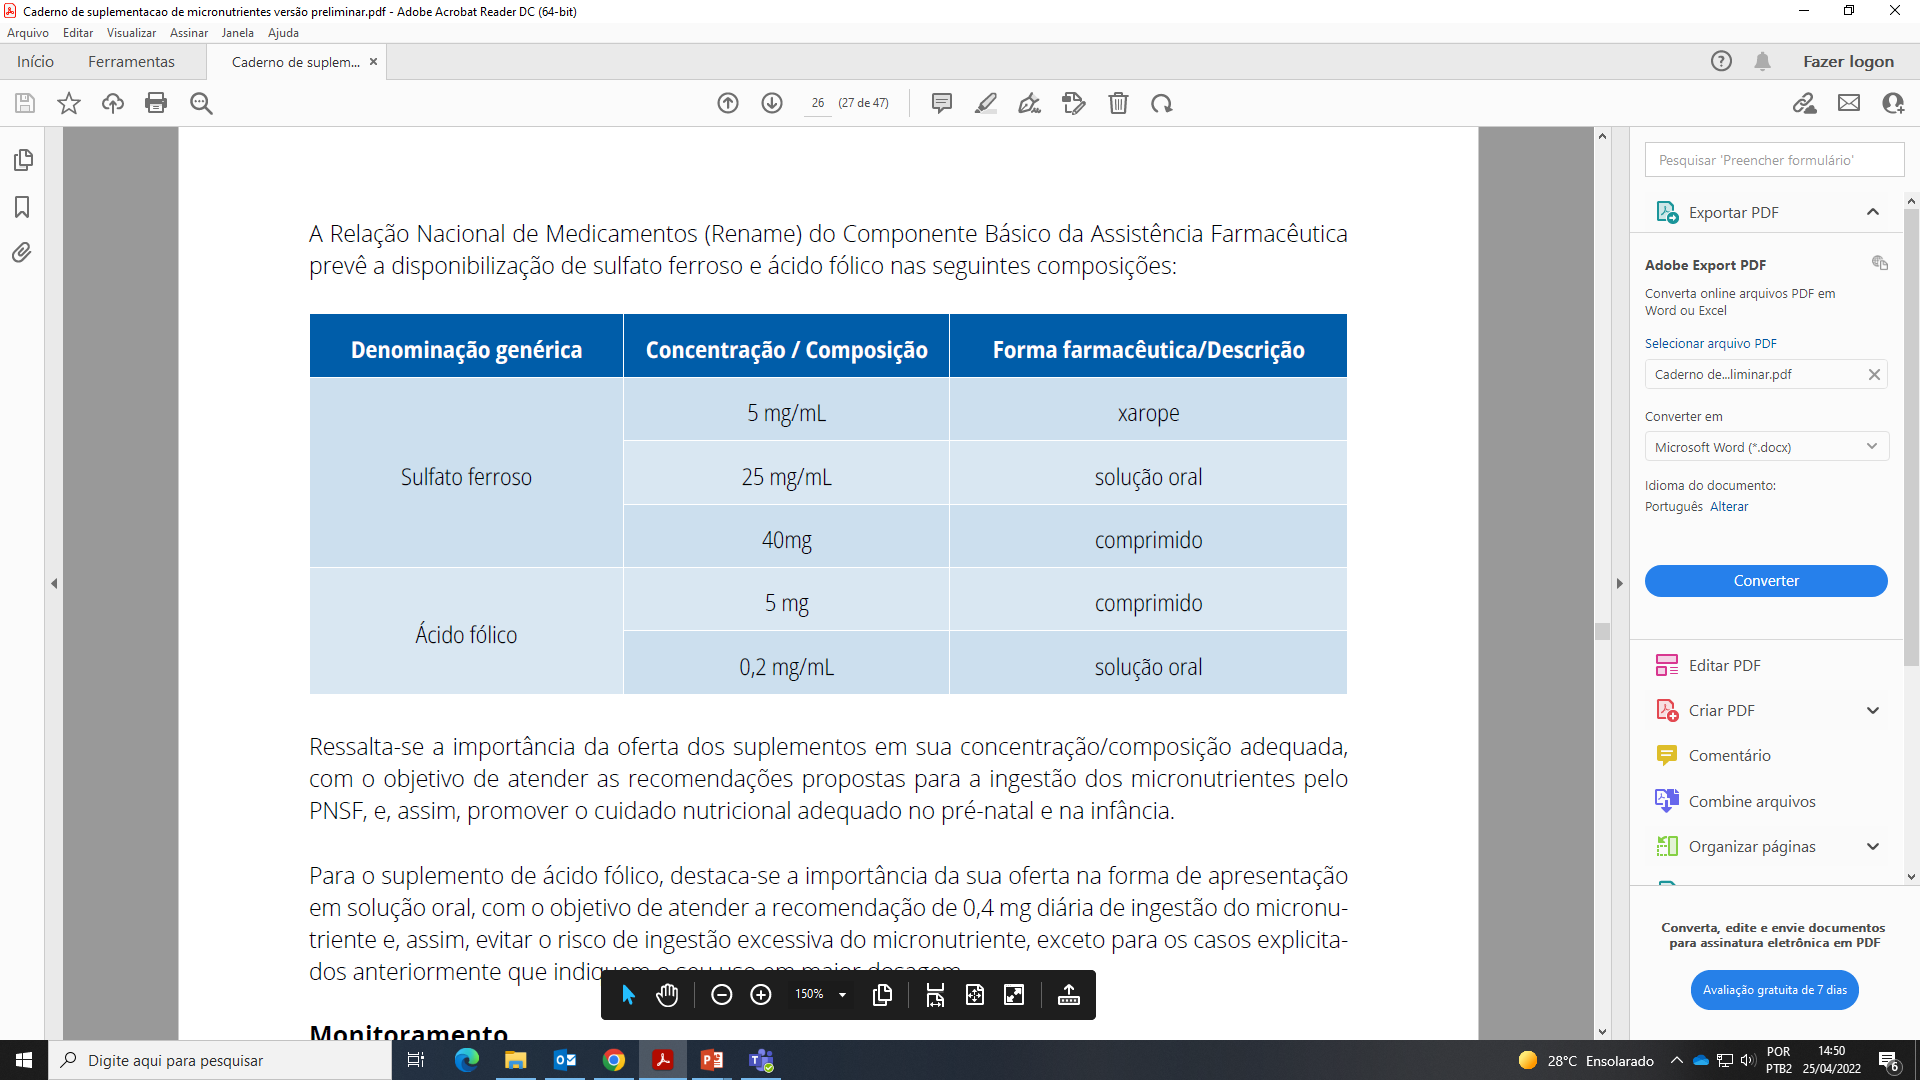 Caderno de suplementacao de micronutrientes versão preliminar.pdf - Adobe Acrobat Reader DC (64-bit)
Arquivo Editar Visualizar Assinar Janela Ajuda
Início Ferramentas Caderno de suplem... ×
Fazer logon
26 (27 de 47)
A Relação Nacional de Medicamentos (Rename) do Componente Básico da Assistência Farmacêutica
prevê a disponibilização de sulfato ferroso e ácido fólico nas seguintes composições:
Denominação genérica Concentração / Composição Forma farmacêutica/Descrição
Sulfato ferroso
5 mg/mL xarope
25 mg/mL solução oral
40mg comprimido
Ácido fólico
5 mg comprimido
0,2 mg/mL solução oral
Ressalta-se a importância da oferta dos suplementos em sua concentração/composição adequada,
com o objetivo de atender as recomendações propostas para a ingestão dos micronutrientes pelo
PNSF, e, assim, promover o cuidado nutricional adequado no pré-natal e na infância.
Para o suplemento de ácido fólico, destaca-se a importância da sua oferta na forma de apresentação
em solução oral, com o objetivo de atender a recomendação de 0,4 mg diária de ingestão do micronu-
triente e, assim, evitar o risco de ingestão excessiva do micronutriente, exceto para os casos explicita-
dos anteriormente que indiquem o seu uso em maior dosagem.
Monitoramento
150%
Pesquisar 'Preencher formulário'
Exportar PDF
Adobe Export PDF
Converta online arquivos PDF em
Word ou Excel
Selecionar arquivo PDF
Caderno de...liminar.pdf
Converter em
Microsoft Word (*.docx)
Idioma do documento:
Português Alterar
Converter
Editar PDF
Criar PDF
Comentário
Combine arquivos
Organizar páginas
Converta, edite e envie documentos
para assinatura eletrônica em PDF
Avaliação gratuita de 7 dias
Digite aqui para pesquisar
28°C Ensolarado
POR
PTB2
14:50
25/04/2022
6